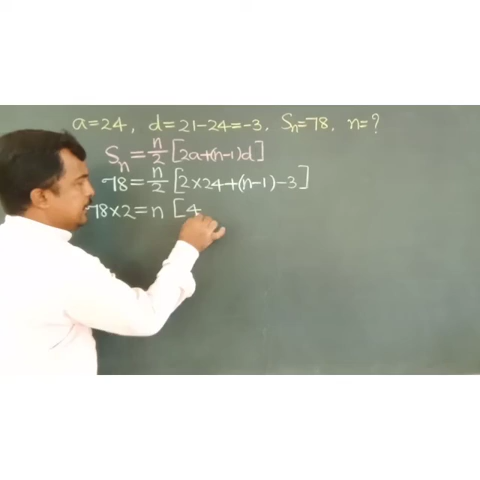 a=24, d=21-24=-3, Sₙ=78, n=?
Sₙ = n/2 [2a+(n-1)d]
78 = n/2 [2×24+(n-1)-3]
78×2=n [4